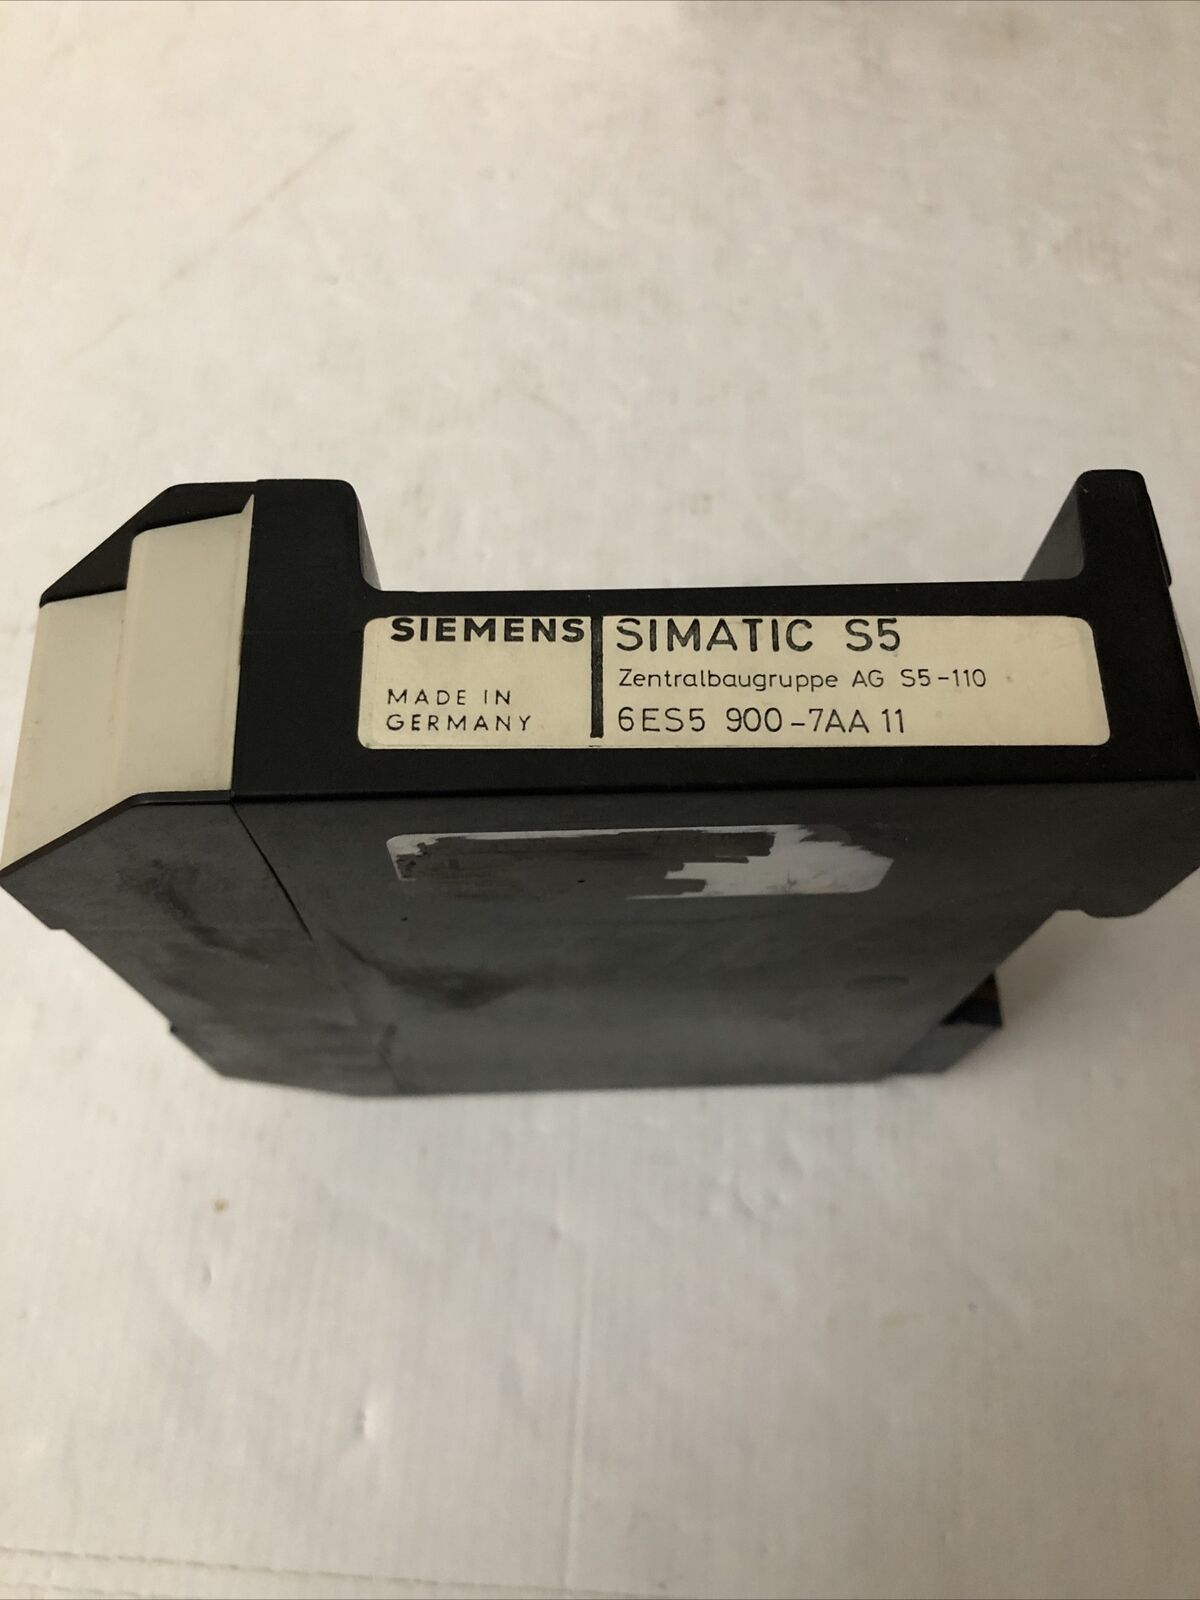 SIEMENS
MADE IN
GERMANY
SIMATIC S5
Zentralbaugruppe AG S5-110
6ES5 900-7AA 11